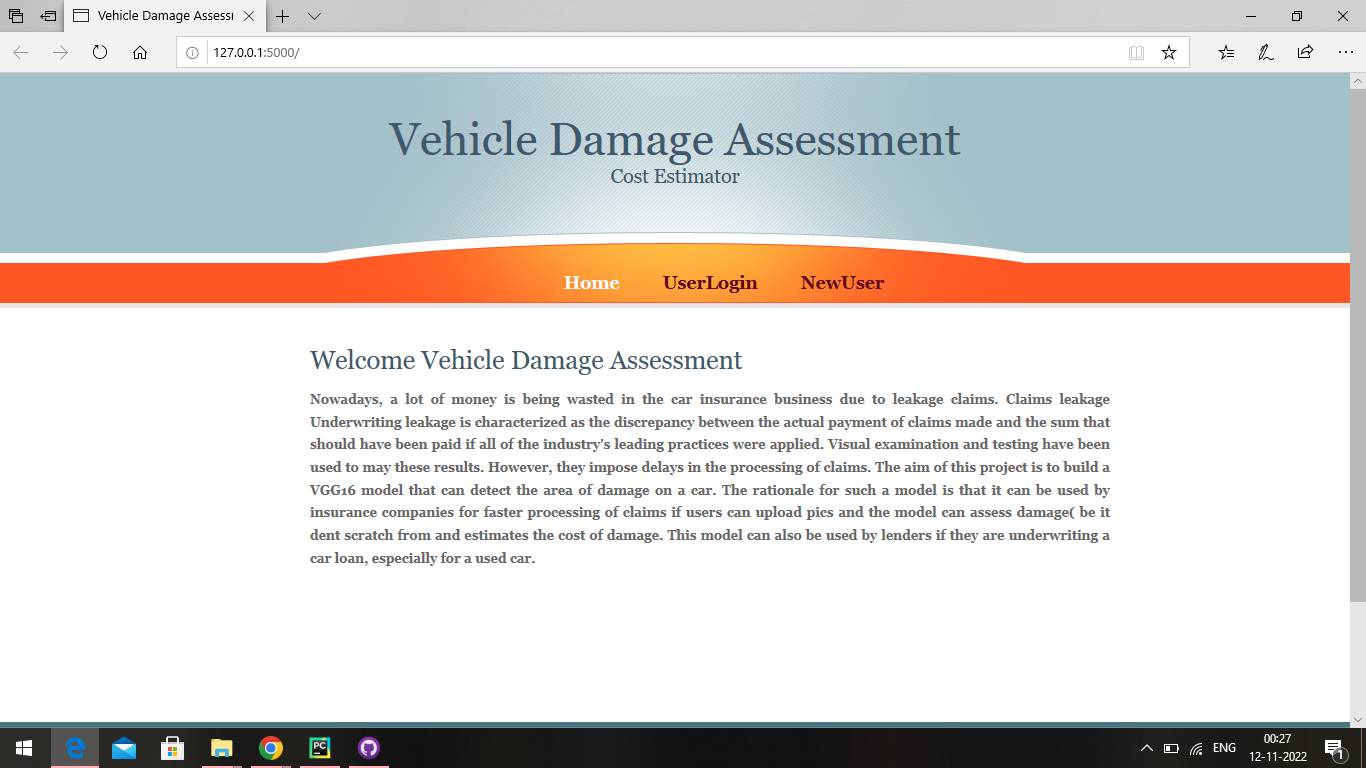 Vehicle Damage Assessı
127.0.0.1:5000/
Vehicle Damage Assessment
Cost Estimator
Home UserLogin NewUser
Welcome Vehicle Damage Assessment
Nowadays, a lot of money is being wasted in the car insurance business due to leakage claims. Claims leakage
Underwriting leakage is characterized as the discrepancy between the actual payment of claims made and the sum that
should have been paid if all of the industry's leading practices were applied. Visual examination and testing have been
used to may these results. However, they impose delays in the processing of claims. The aim of this project is to build a
VGG16 model that can detect the area of damage on a car. The rationale for such a model is that it can be used by
insurance companies for faster processing of claims if users can upload pics and the model can assess damage( be it
dent scratch from and estimates the cost of damage. This model can also be used by lenders if they are underwriting a
car loan, especially for a used car.
PC
ENG
00:27
12-11-2022
1